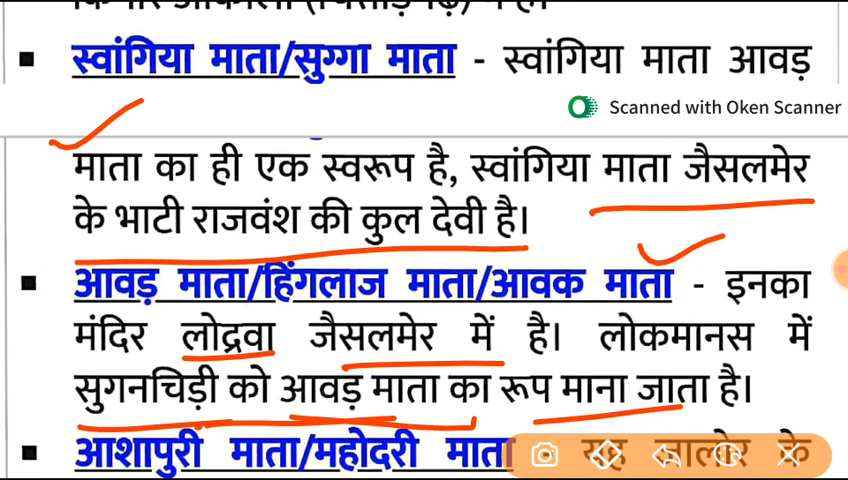 स्वांगिया माता/सुग्गा माता - स्वांगिया माता आवड़
Scanned with Oken Scanner
माता का ही एक स्वरूप है, स्वांगिया माता जैसलमेर
के भाटी राजवंश की कुल देवी है।
आवड़ माता/हिंगलाज माता/आवक माता - इनका
मंदिर लोद्रवा जैसलमेर में है। लोकमानस में
सुगनचिड़ी को आवड़ माता का रूप माना जाता है।
आशापुरी माता/महोदरी माता यह जालोर के